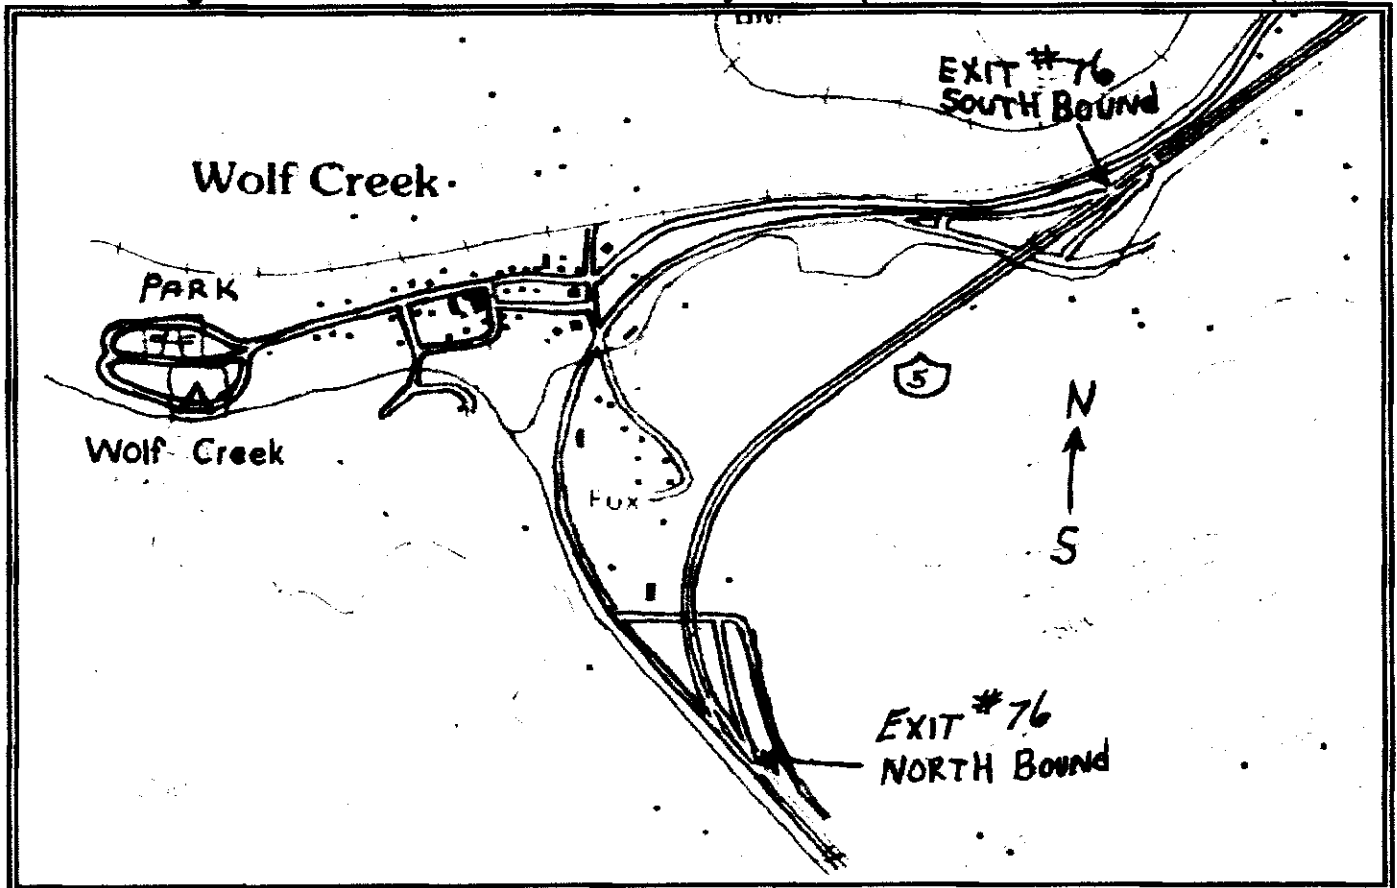 EXIT #76
SOUTH BOUND
Wolf Creek
PARK
5
N
Wolf Creek
S
EXIT #76
NORTH BOUND